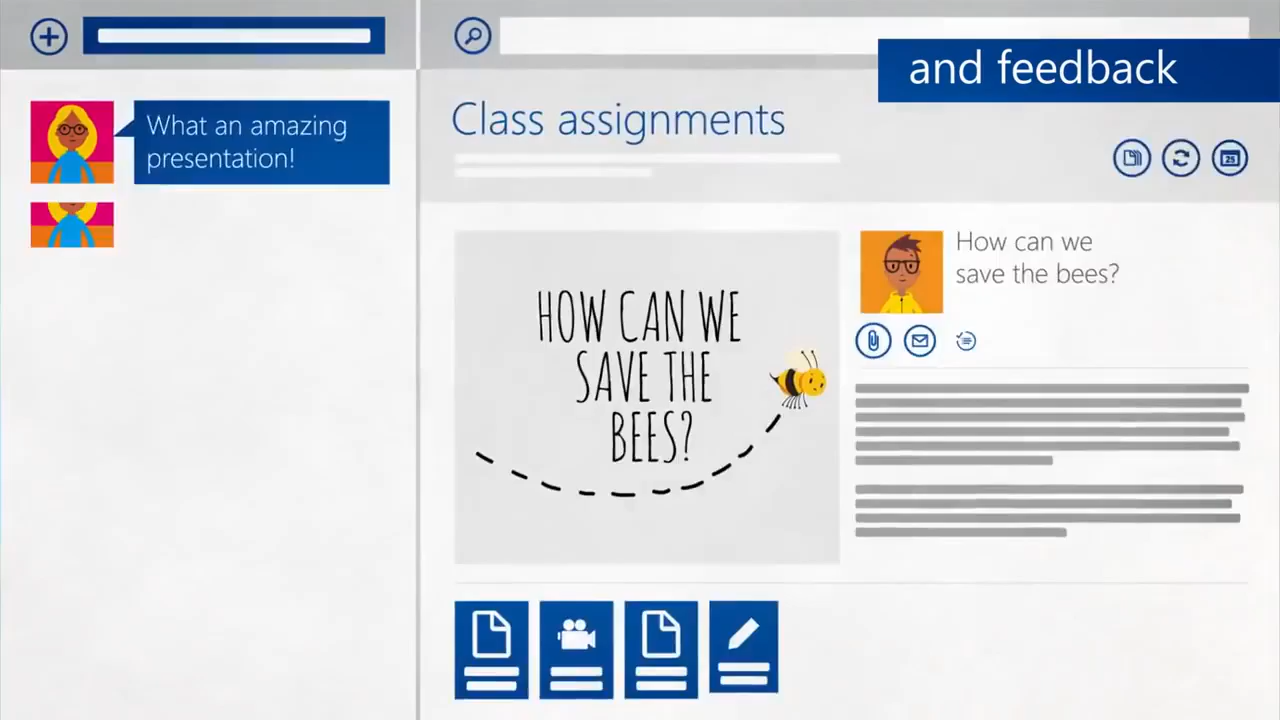 and feedback
Class assignments
25
What an amazing
presentation!
How can we
save the bees?
HOW CAN WE
SAVE THE
BEES?